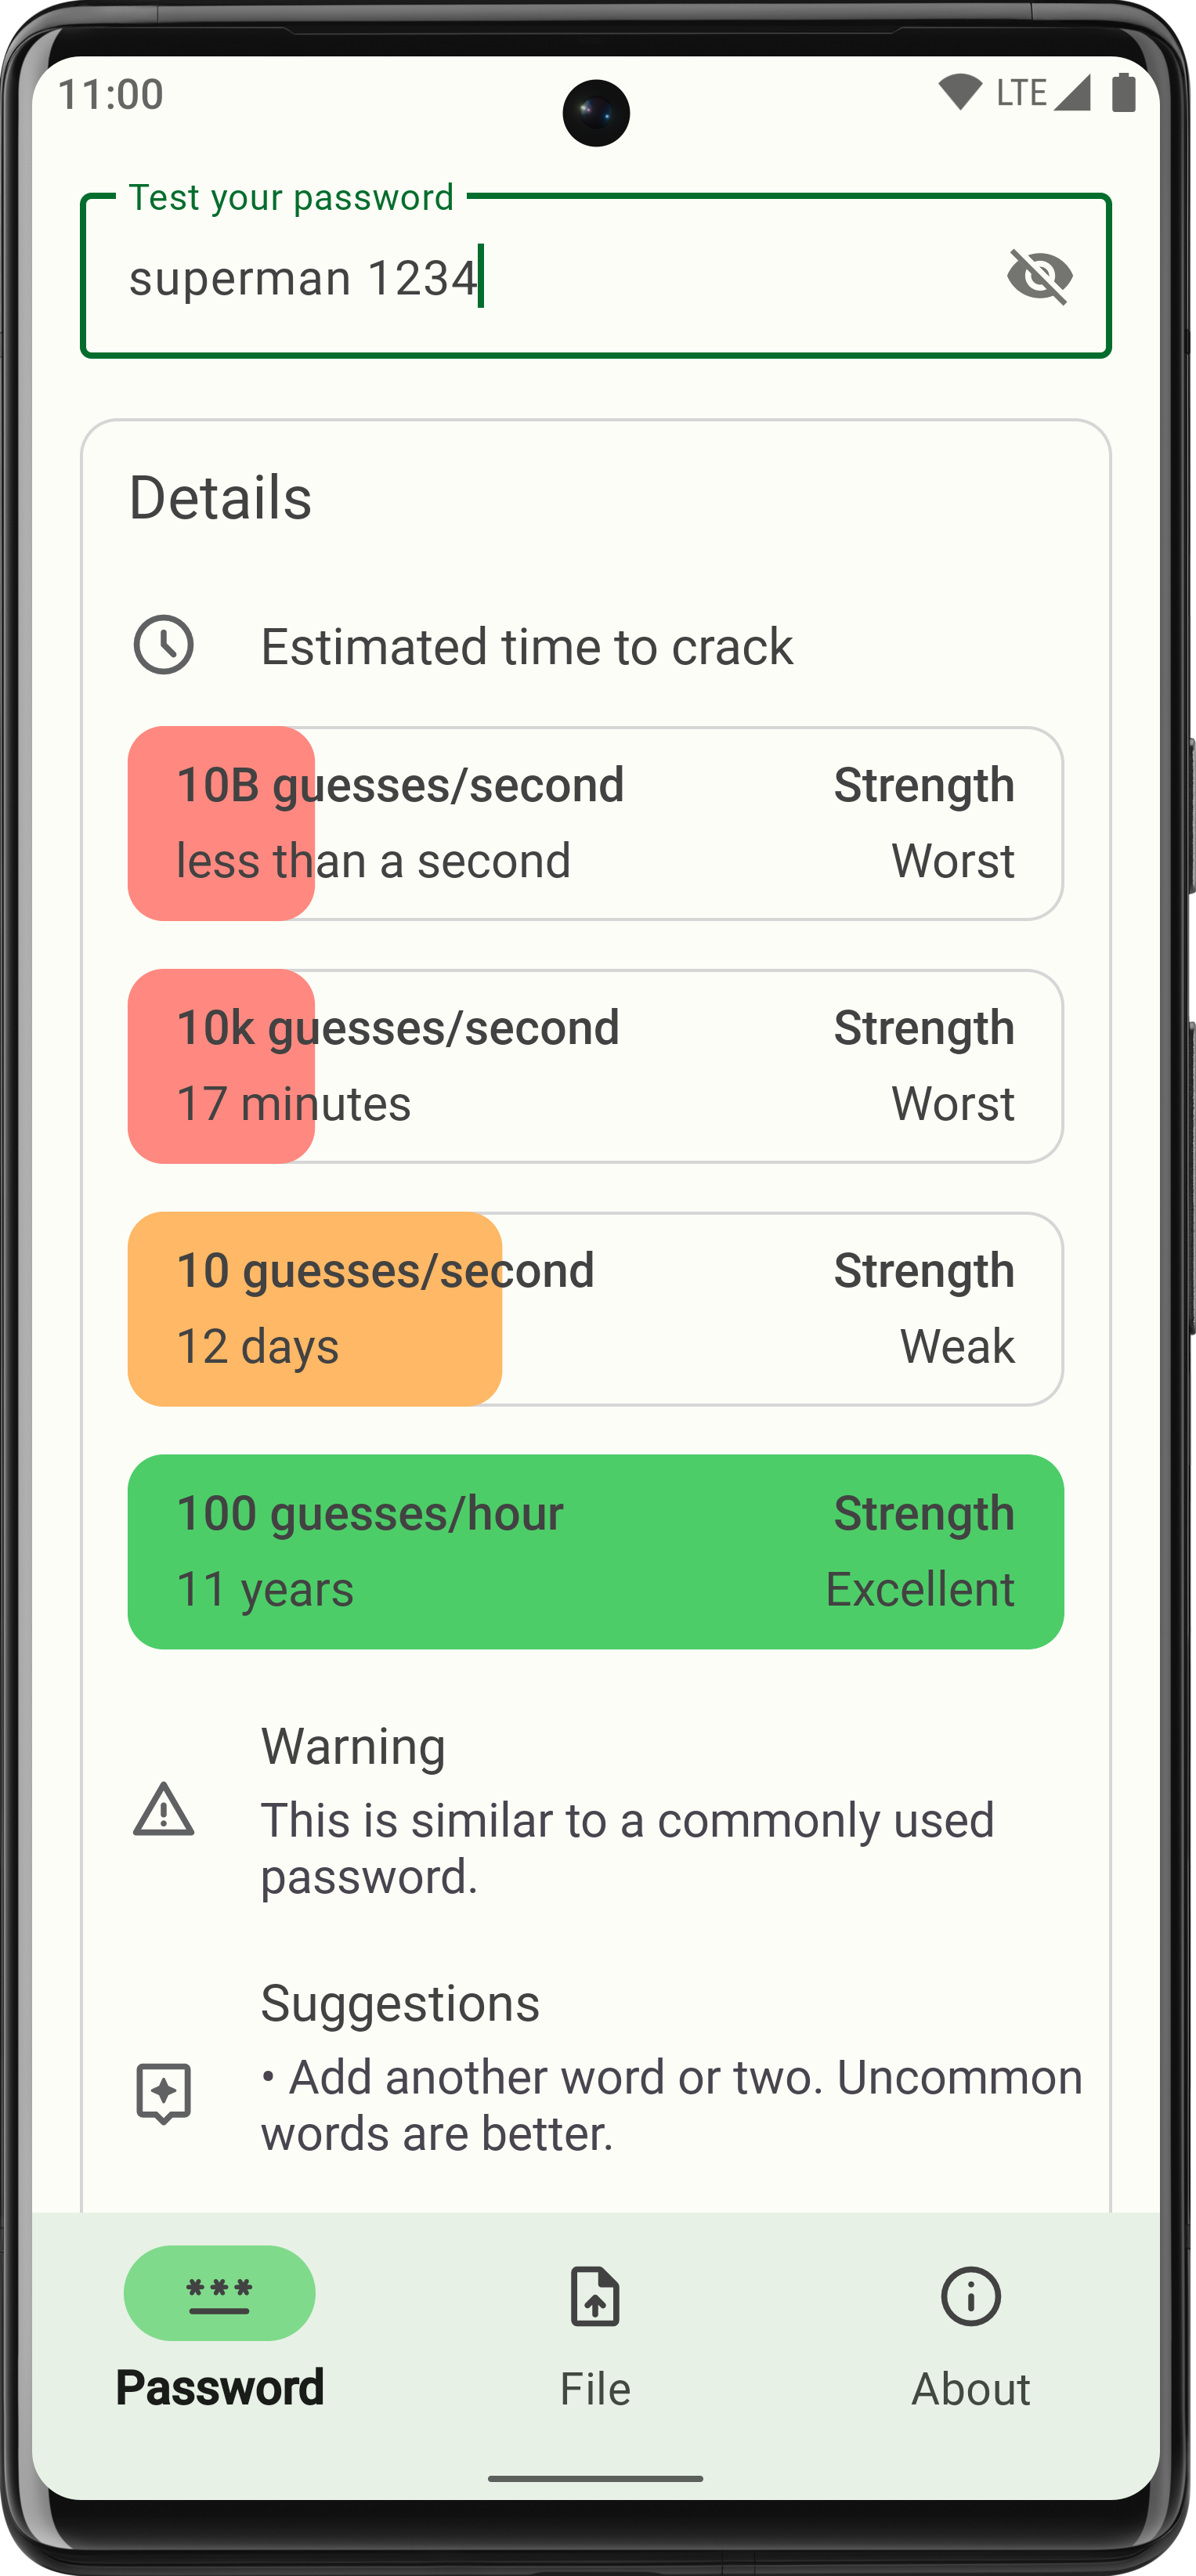 11:00
LTE
Test your password
superman 1234
Details
Estimated time to crack
10B guesses/second Strength
less than a second Worst
10k guesses/second Strength
17 minutes Worst
10 guesses/second Strength
12 days Weak
100 guesses/hour Strength
11 years Excellent
Warning
This is similar to a commonly used
password.
Suggestions
• Add another word or two. Uncommon
words are better.
Password File About